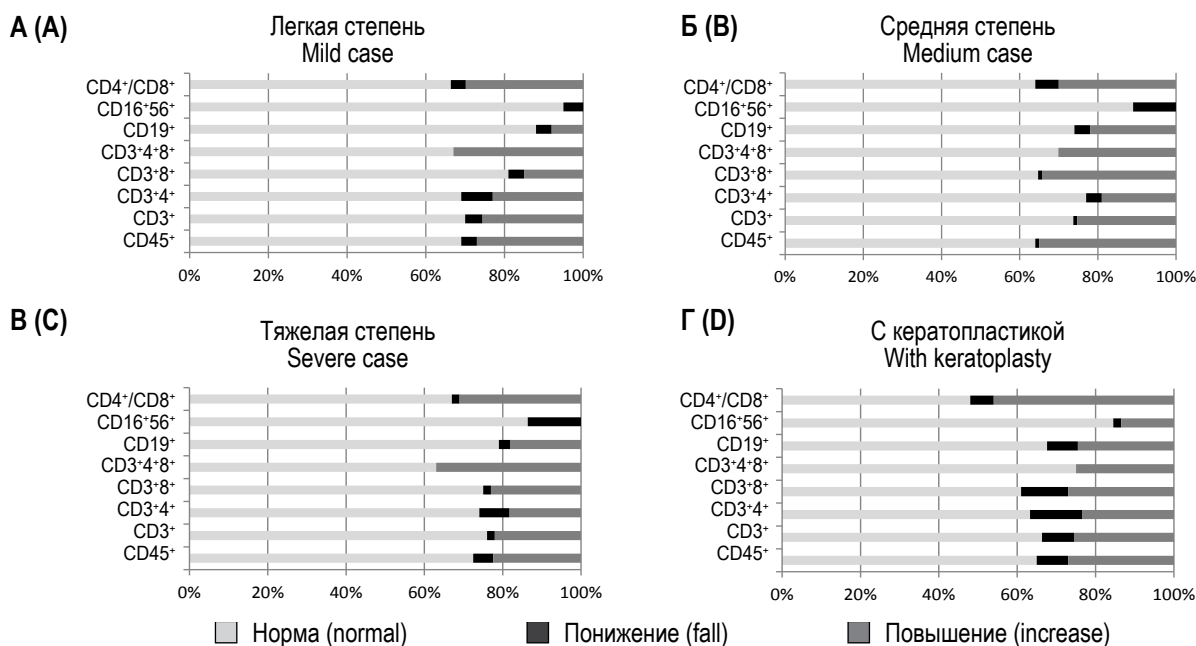 А (A)
Легкая степень
Mild case
CD4⁺/CD8⁺
CD16⁺56⁺
CD19⁺
CD3⁺4⁺8⁺
CD3⁺8⁺
CD3⁺4⁺
CD3⁺
CD45⁺
0% 20% 40% 60% 80% 100%
Б (B)
Средняя степень
Medium case
CD4⁺/CD8⁺
CD16⁺56⁺
CD19⁺
CD3⁺4⁺8⁺
CD3⁺8⁺
CD3⁺4⁺
CD3⁺
CD45⁺
0% 20% 40% 60% 80% 100%
В (C)
Тяжелая степень
Severe case
CD4⁺/CD8⁺
CD16⁺56⁺
CD19⁺
CD3⁺4⁺8⁺
CD3⁺8⁺
CD3⁺4⁺
CD3⁺
CD45⁺
0% 20% 40% 60% 80% 100%
Г (D)
С кератопластикой
With keratoplasty
CD4⁺/CD8⁺
CD16⁺56⁺
CD19⁺
CD3⁺4⁺8⁺
CD3⁺8⁺
CD3⁺4⁺
CD3⁺
CD45⁺
0% 20% 40% 60% 80% 100%
Норма (normal) Понижение (fall) Повышение (increase)